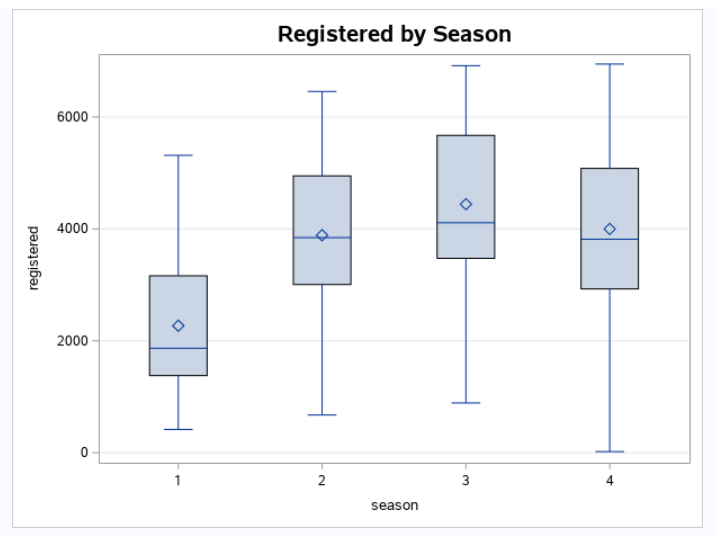 Registered by Season
6000
4000
2000
0
registered
1 2 3 4
season